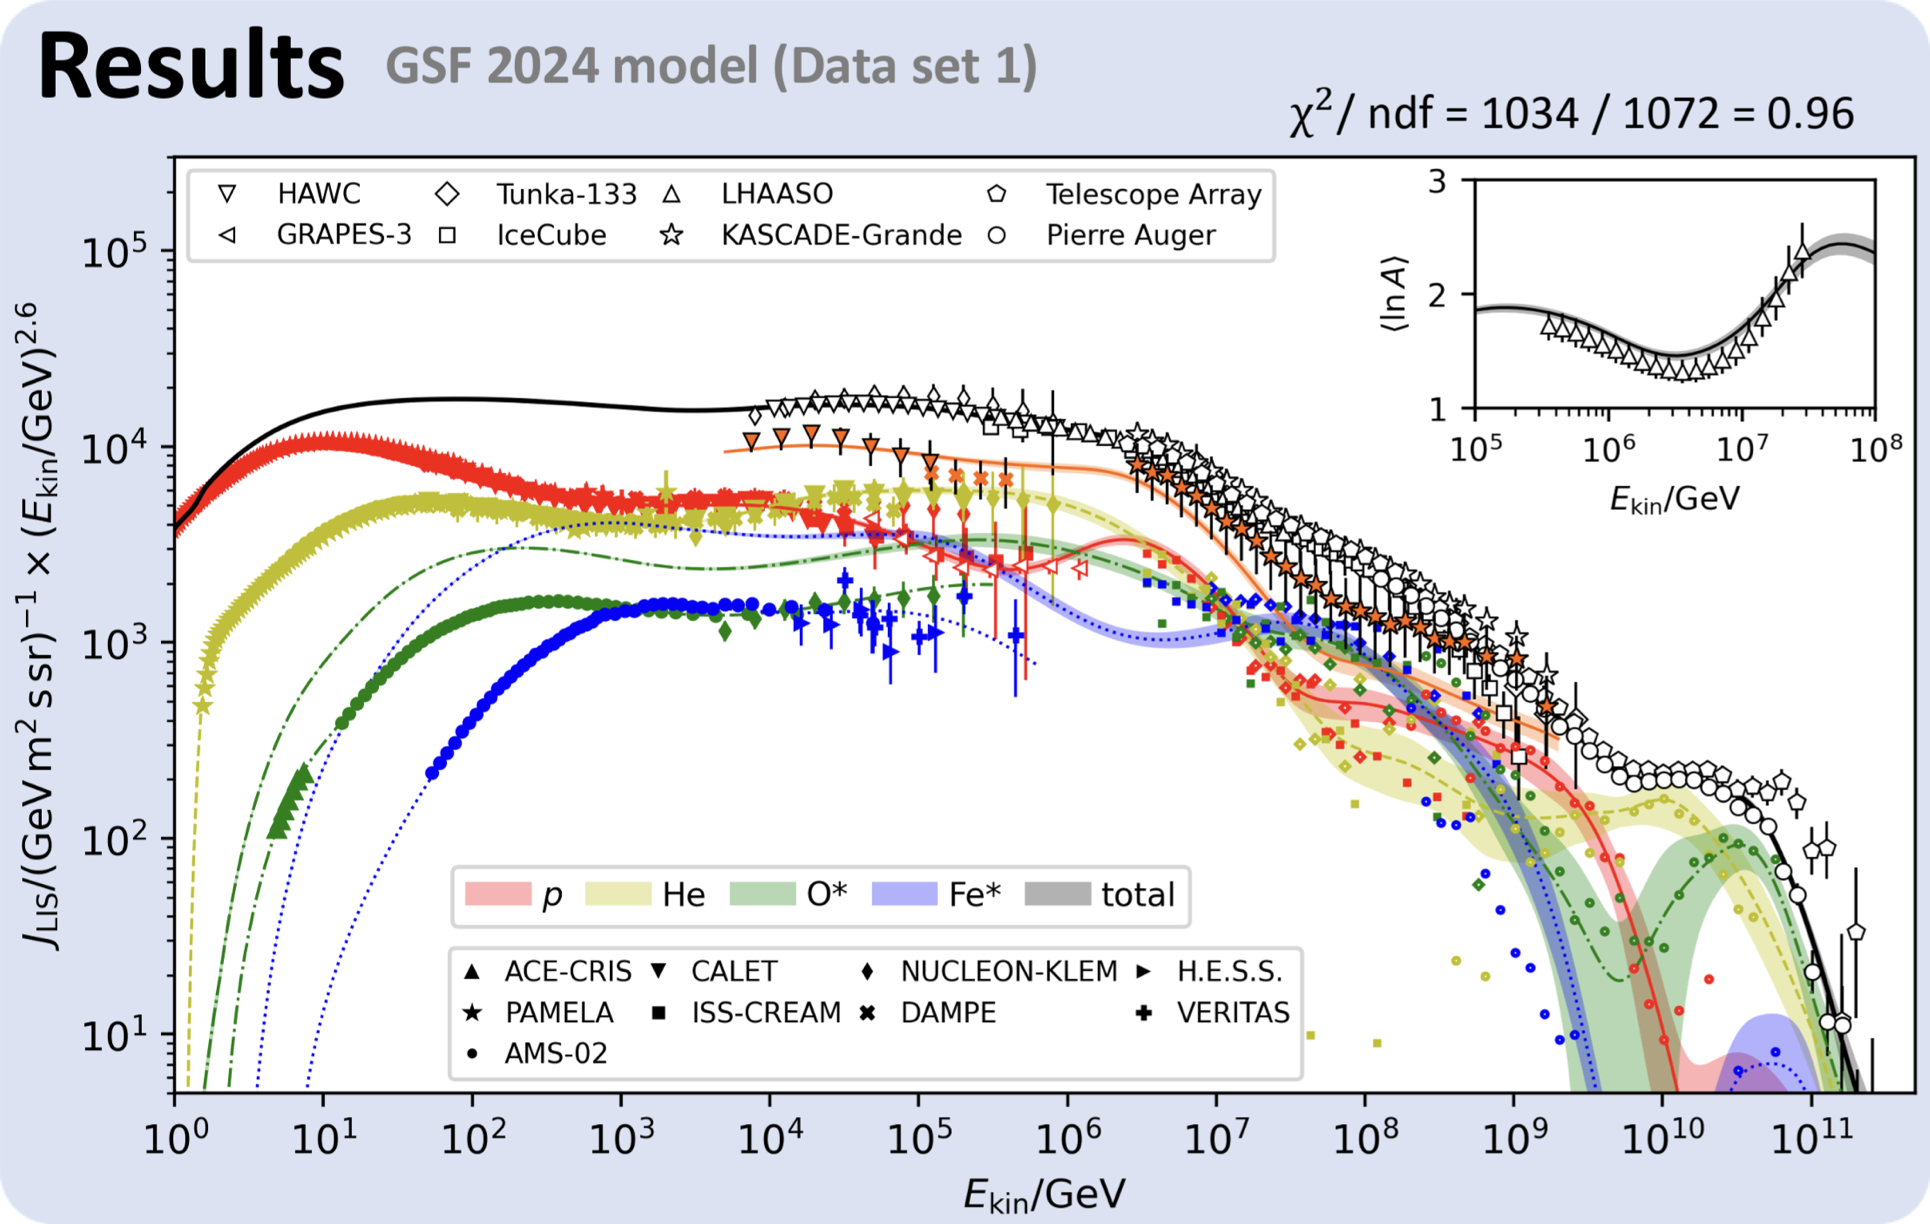 Results GSF 2024 model (Data set 1)
χ²/ ndf = 1034 / 1072 = 0.96
HAWC Tunka-133 LHAASO Telescope Array
GRAPES-3 IceCube KASCADE-Grande Pierre Auger
3
2
1
⟨ln A⟩
10⁵ 10⁶ 10⁷ 10⁸
E_kin/GeV
10⁵
10⁴
10³
10²
10¹
J_LIS/(GeV m² s sr)⁻¹ × (E_kin/GeV)^2.6
p He O* Fe* total
ACE-CRIS CALET NUCLEON-KLEM H.E.S.S.
PAMELA ISS-CREAM DAMPE VERITAS
AMS-02
10⁰ 10¹ 10² 10³ 10⁴ 10⁵ 10⁶ 10⁷ 10⁸ 10⁹ 10¹⁰ 10¹¹
E_kin/GeV